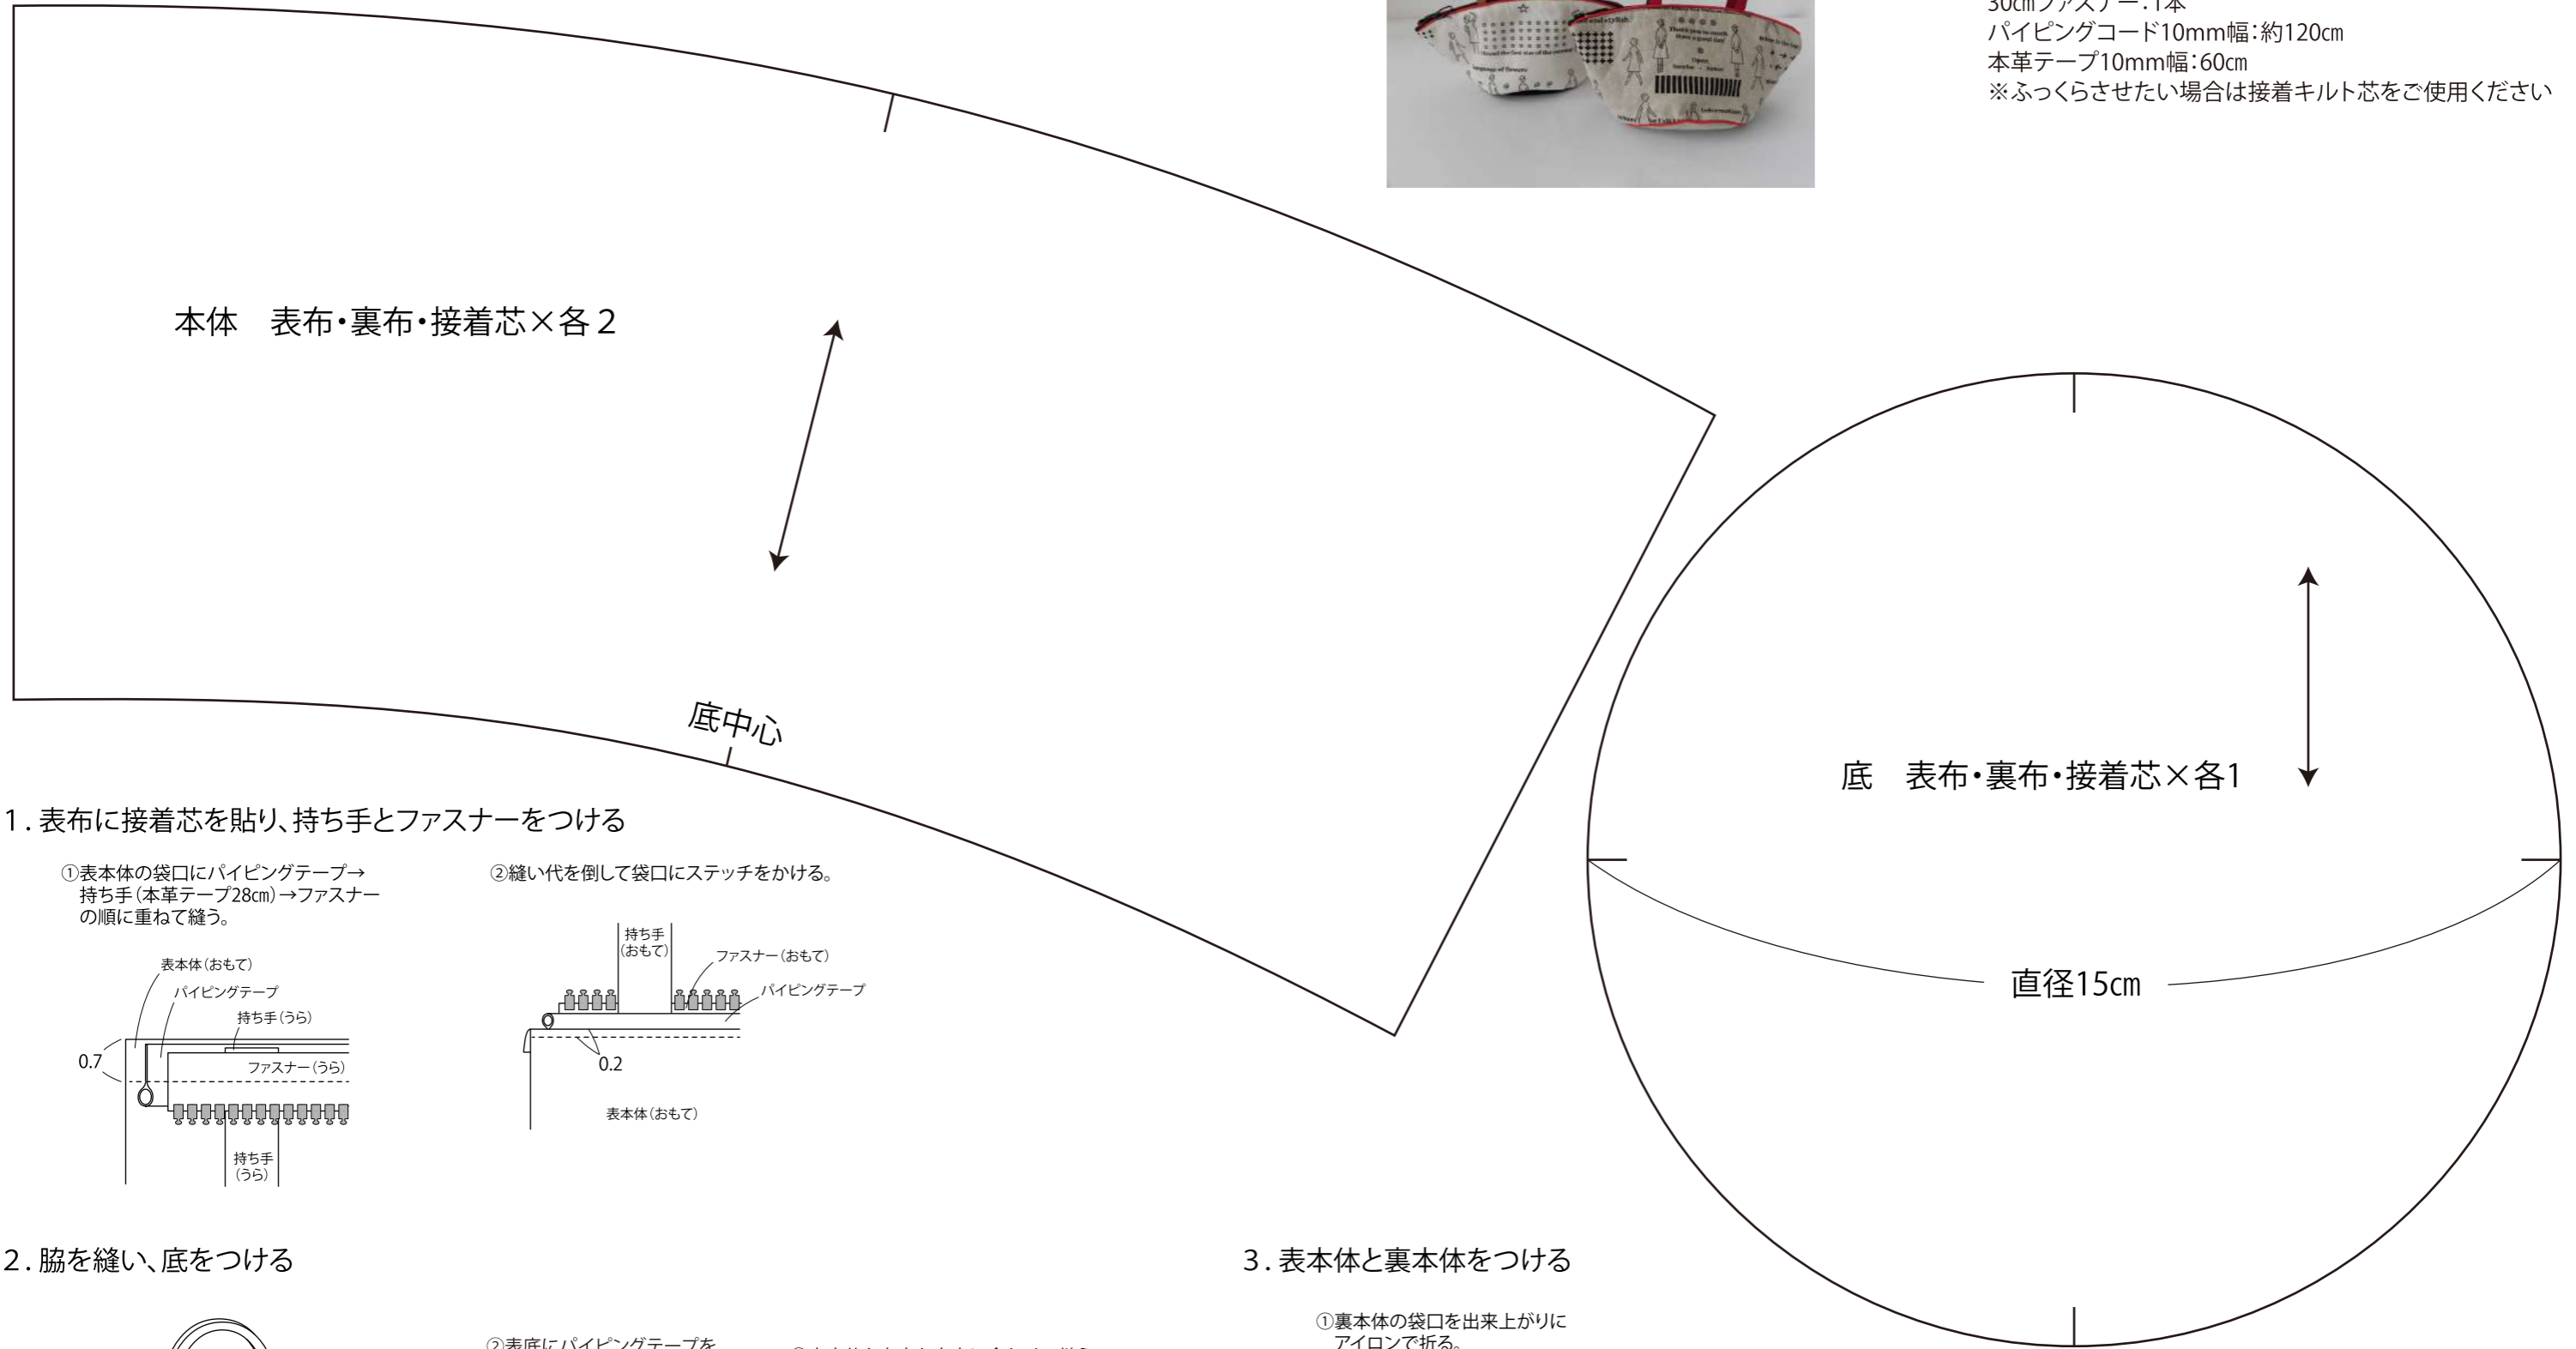 30㎝ファスナー：1本
パイピングコード10mm幅：約120㎝
本革テープ10mm幅：60㎝
※ふっくらさせたい場合は接着キルト芯をご使用ください
本体　表布・裏布・接着芯×各２
底中心
底　表布・裏布・接着芯×各1
直径15㎝
１．表布に接着芯を貼り、持ち手とファスナーをつける
①表本体の袋口にパイピングテープ→
持ち手（本革テープ28㎝）→ファスナー
の順に重ねて縫う。
表本体（おもて）
パイピングテープ
持ち手（うら）
0.7
ファスナー（うら）
持ち手
（うら）
②縫い代を倒して袋口にステッチをかける。
持ち手
（おもて）
ファスナー（おもて）
パイピングテープ
0.2
表本体（おもて）
２．脇を縫い、底をつける
②表底にパイピングテープを
３．表本体と裏本体をつける
①裏本体の袋口を出来上がりに
アイロンで折る。